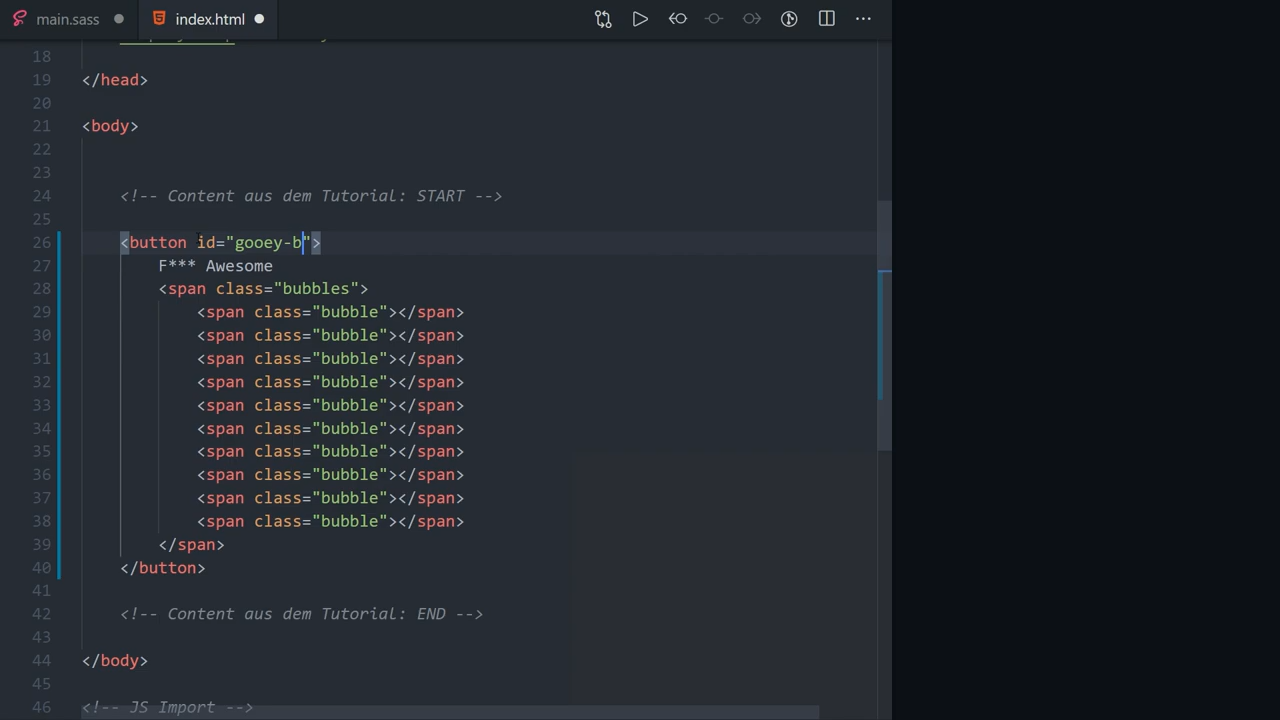 main.sass
index.html
18
19 </head>
20
21 <body>
22
23
24 <!-- Content aus dem Tutorial: START -->
25
26 <button id="gooey-b">
27 F*** Awesome
28 <span class="bubbles">
29 <span class="bubble"></span>
30 <span class="bubble"></span>
31 <span class="bubble"></span>
32 <span class="bubble"></span>
33 <span class="bubble"></span>
34 <span class="bubble"></span>
35 <span class="bubble"></span>
36 <span class="bubble"></span>
37 <span class="bubble"></span>
38 <span class="bubble"></span>
39 </span>
40 </button>
41
42 <!-- Content aus dem Tutorial: END -->
43
44 </body>
45
46 <!-- JS Import -->